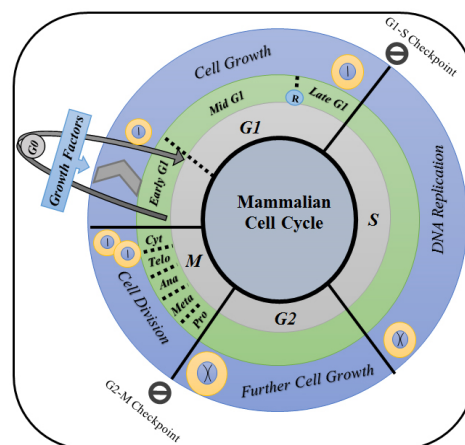 G1-S Checkpoint
Cell Growth
Mid G1
R
Late G1
G1
G0
Growth Factors
Early G1
Mammalian
Cell Cycle
S
DNA Replication
M
Cyt
Telo
Ana
Meta
Pro
Cell Division
G2
Further Cell Growth
G2-M Checkpoint